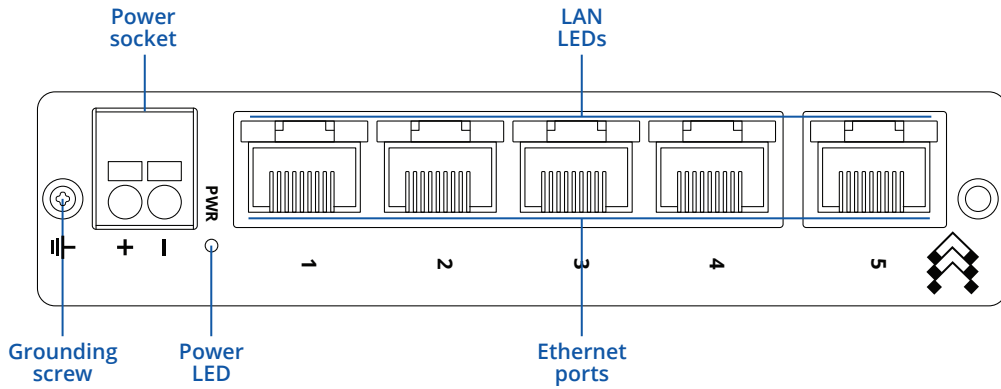 Power
socket
LAN
LEDs
PWR
+ −
1 2 3 4 5
Grounding
screw
Power
LED
Ethernet
ports